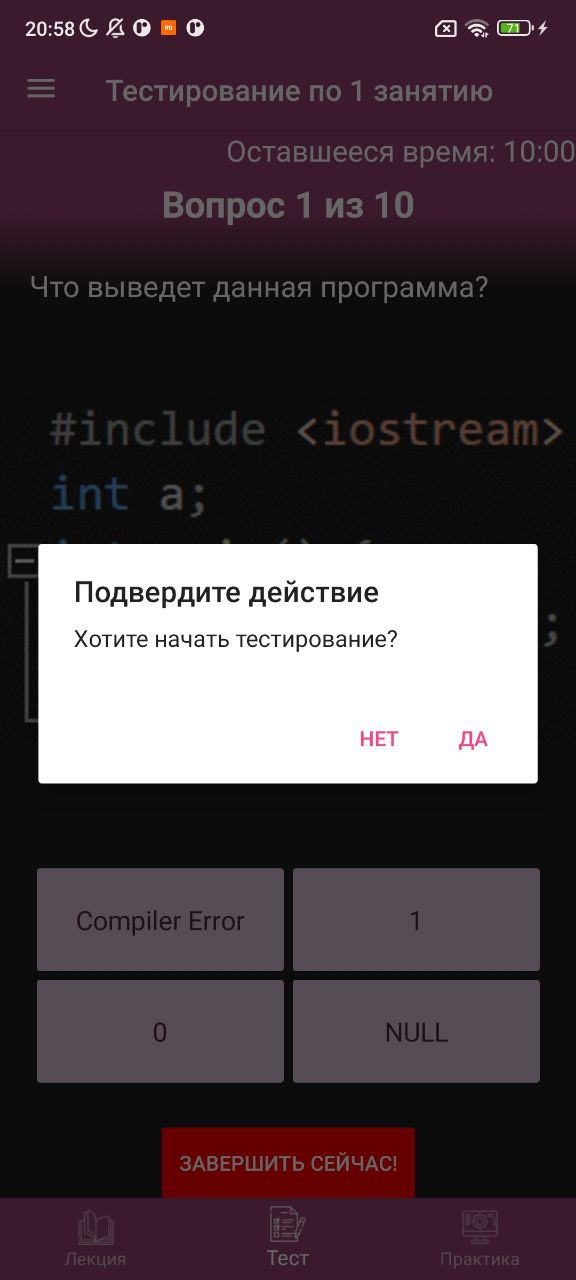 20:58
71
Тестирование по 1 занятию
Оставшееся время: 10:00
Вопрос 1 из 10
Что выведет данная программа?
#include <iostream>
int a;
;
Подвердите действие
Хотите начать тестирование?
НЕТ ДА
Compiler Error 1
0 NULL
ЗАВЕРШИТЬ СЕЙЧАС!
Лекция Тест Практика